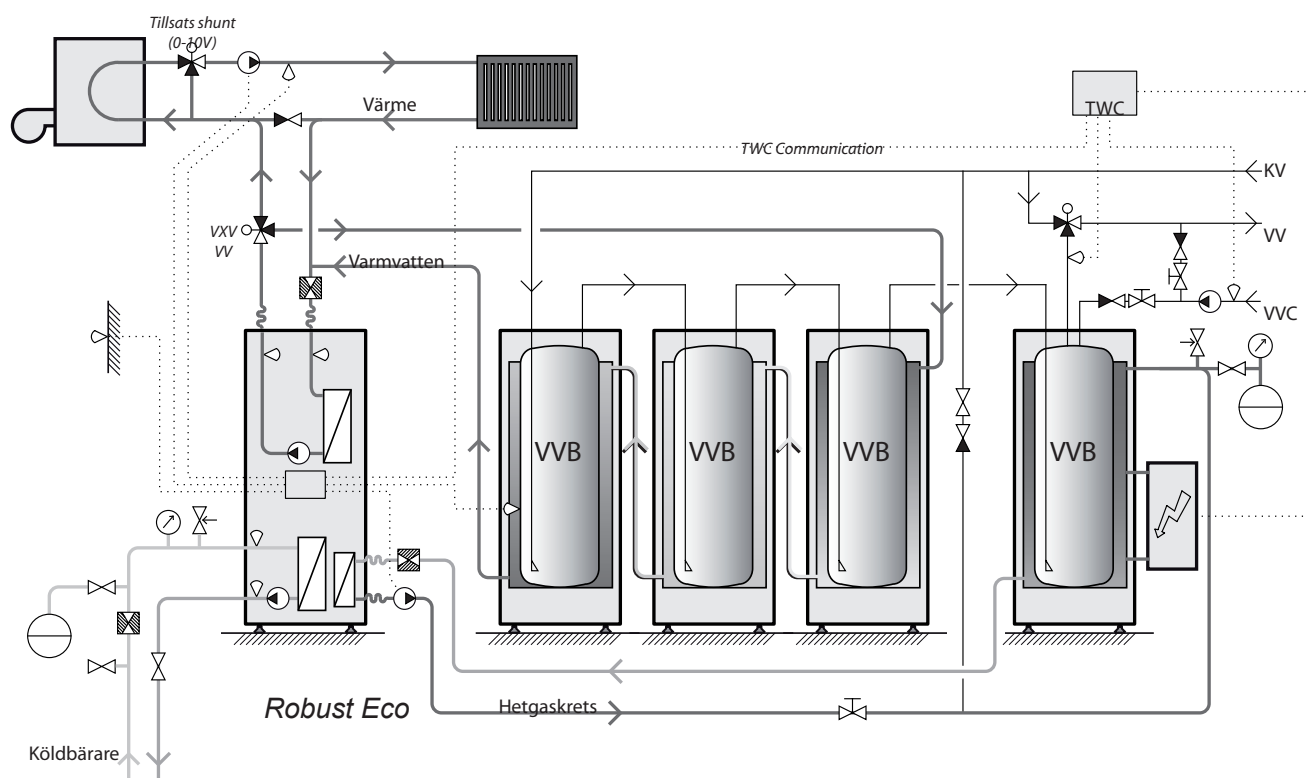 Tillsats shunt
(0-10V)
Värme
TWC
TWC Communication
KV
VXV
VV
VV
Varmvatten
VVC
VVB
VVB
VVB
VVB
Robust Eco
Hetgaskrets
Köldbärare